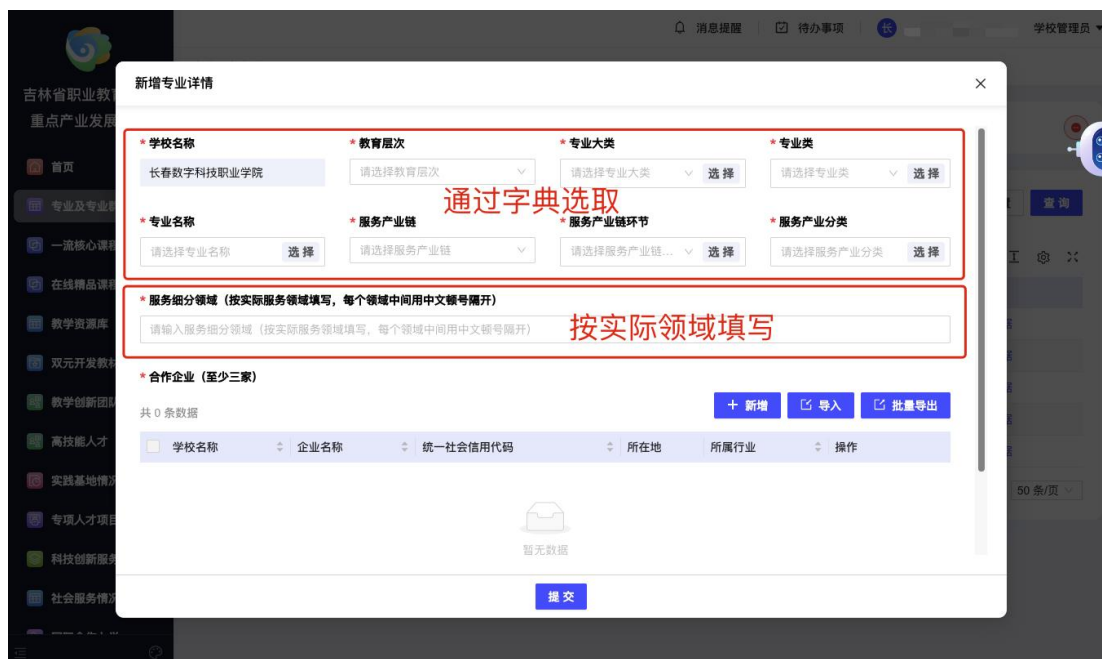 消息提醒 待办事项 长 学校管理员
吉林省职业教
重点产业发展
新增专业详情
* 学校名称 * 教育层次 * 专业大类 * 专业类
长春数字科技职业学院 请选择教育层次 请选择专业大类 选择 请选择专业类 选择
通过字典选取
* 专业名称 * 服务产业链 * 服务产业链环节 * 服务产业分类
请选择专业名称 选择 请选择服务产业链 请选择服务产业链... 选择 请选择服务产业分类 选择
* 服务细分领域（按实际服务领域填写，每个领域中间用中文顿号隔开）
请输入服务细分领域（按实际服务领域填写，每个领域中间用中文顿号隔开）
按实际领域填写
* 合作企业（至少三家）
共 0 条数据
+ 新增 导入 批量导出
学校名称 企业名称 统一社会信用代码 所在地 所属行业 操作
暂无数据
提交
首页
专业及专业群
一流核心课程
在线精品课程
教学资源库
双元开发教材
教学创新团队
高技能人才
实践基地情况
专项人才项目
科技创新服务
社会服务情况
查询
50 条/页